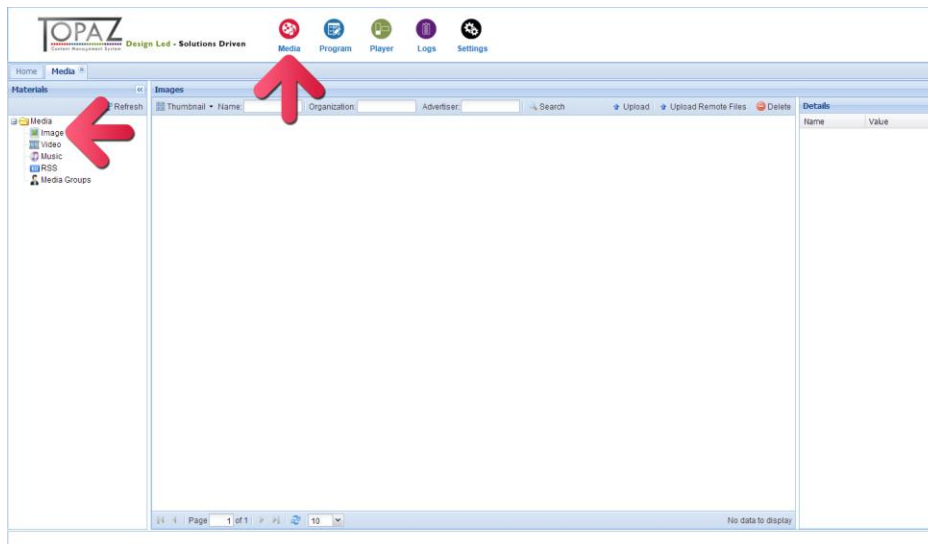 TOPAZ
Content Management System
Design Led - Solutions Driven
Media Program Player Logs Settings
Home Media
Materials
Images
Refresh
Thumbnail Name: Organization: Advertiser: Search Upload Upload Remote Files Delete
Details
Name Value
Media
Image
Video
Music
RSS
Media Groups
Page 1 of 1 10 No data to display